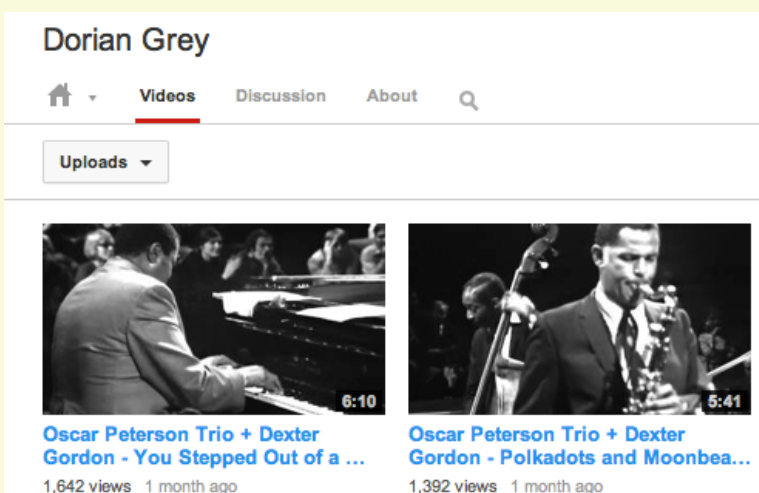 Dorian Grey
Videos Discussion About
Uploads
6:10
5:41
Oscar Peterson Trio + Dexter
Gordon - You Stepped Out of a ...
1,642 views 1 month ago
Oscar Peterson Trio + Dexter
Gordon - Polkadots and Moonbea...
1,392 views 1 month ago